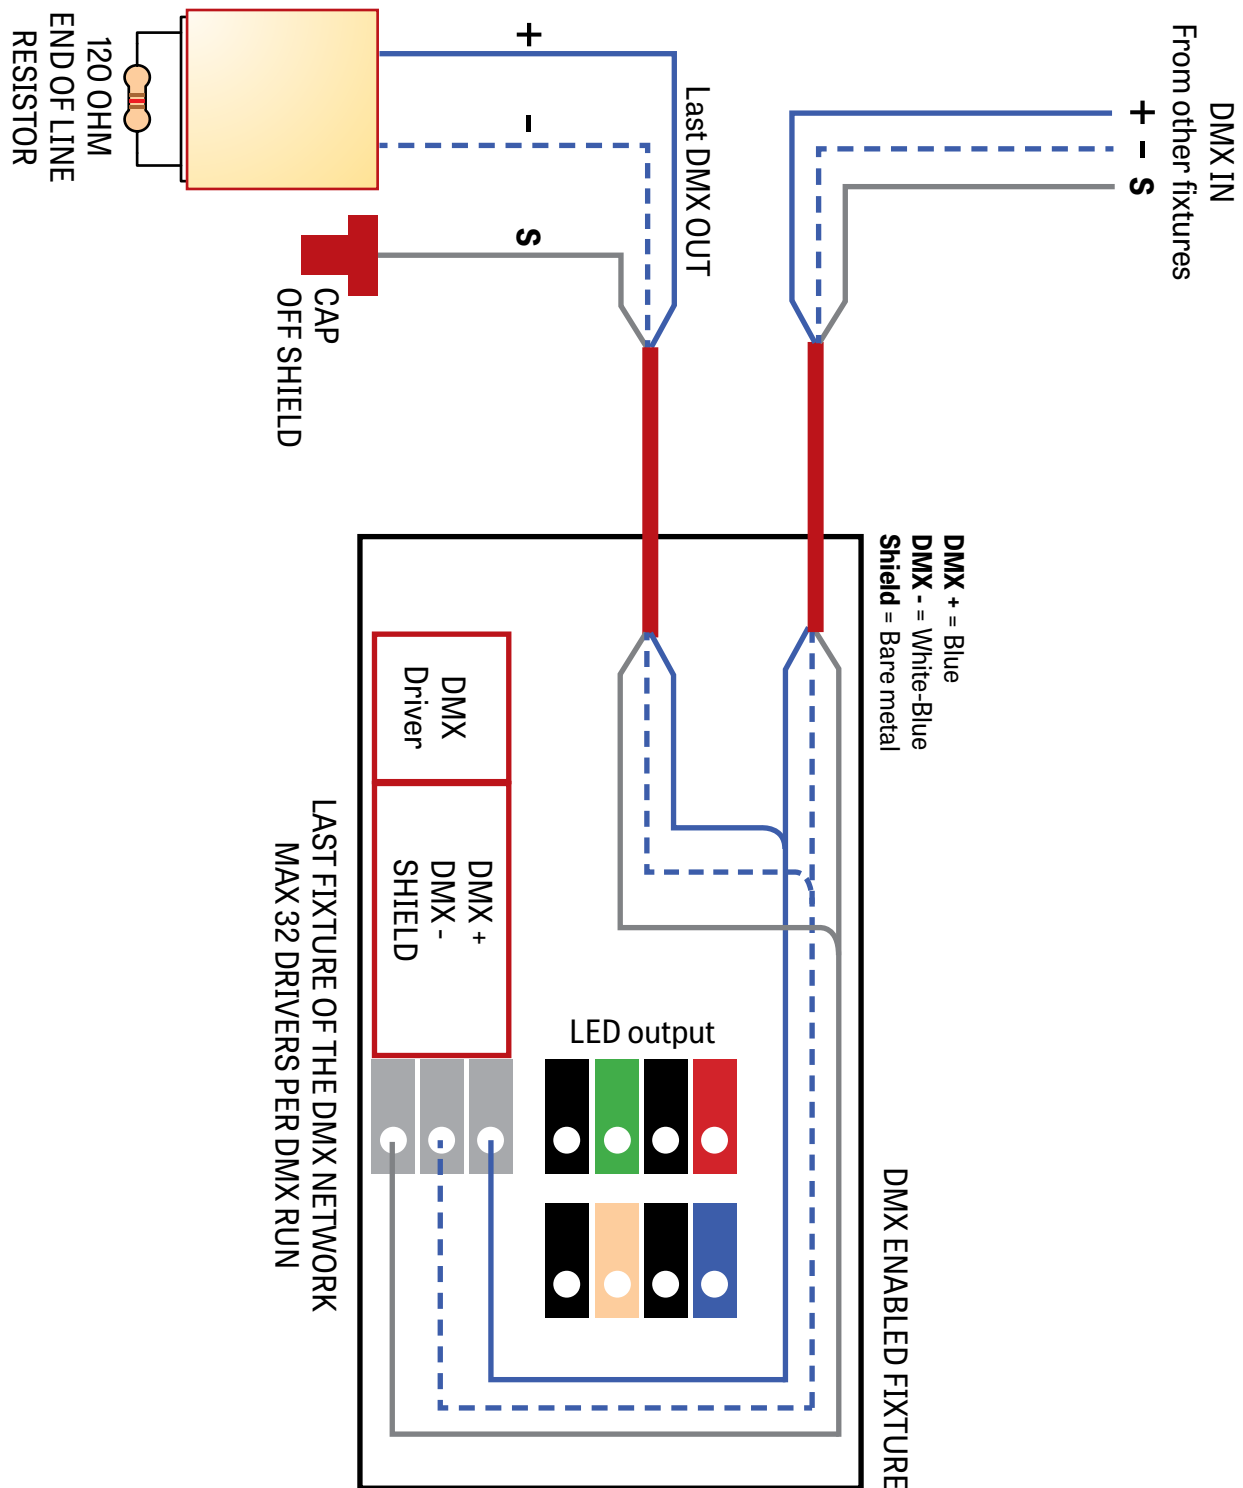 DMX IN
From other fixtures
+
-
S
DMX + = Blue
DMX - = White-Blue
Shield = Bare metal
DMX ENABLED FIXTURE
Last DMX OUT
+
-
S
120 OHM
END OF LINE
RESISTOR
CAP
OFF SHIELD
DMX
Driver
DMX +
DMX -
SHIELD
LED output
LAST FIXTURE OF THE DMX NETWORK
MAX 32 DRIVERS PER DMX RUN